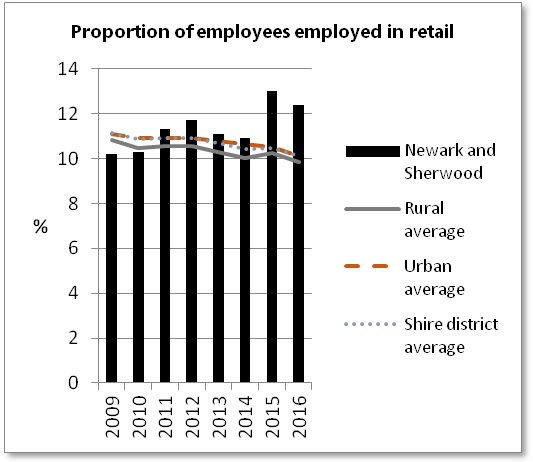 Proportion of employees employed in retail
14
12
10
8
6
4
2
0
%
2009
2010
2011
2012
2013
2014
2015
2016
Newark and
Sherwood
Rural
average
Urban
average
Shire district
average